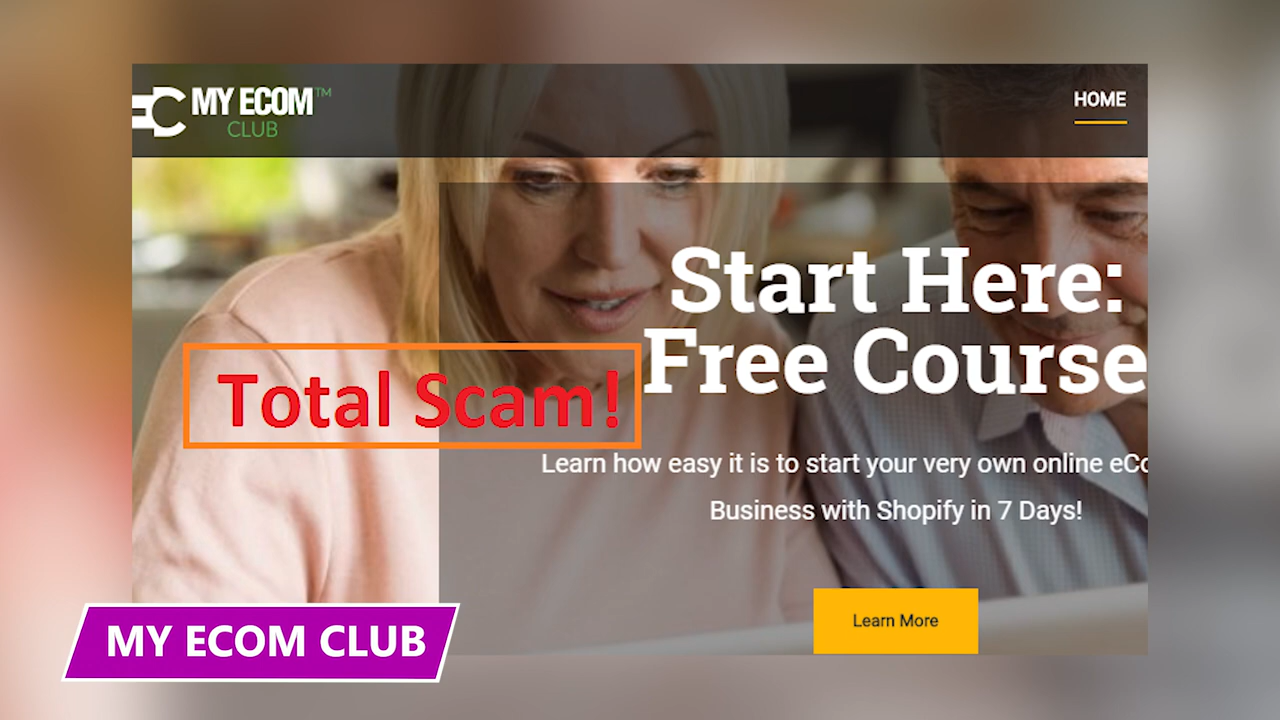 MY ECOM™
CLUB
HOME
Start Here:
Free Course
Total Scam!
Learn how easy it is to start your very own online eCo
Business with Shopify in 7 Days!
Learn More
MY ECOM CLUB